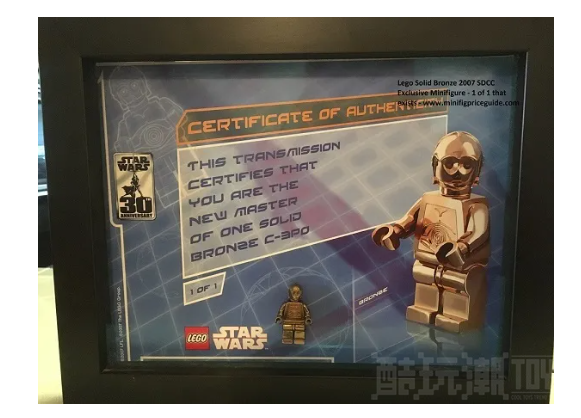 Lego Solid Bronze 2007 SDCC
Exclusive Minifigure - 1 of 1 that
exists - www.minifigpriceguide.com
CERTIFICATE OF AUTHENT
THIS TRANSMISSION
CERTIFIES THAT
YOU ARE THE
NEW MASTER
OF ONE SOLID
BRONZE C-3PO
STAR WARS
30
ANNIVERSARY
1 OF 1
BRONZE
LEGO
STAR
WARS
酷玩潮 TOY